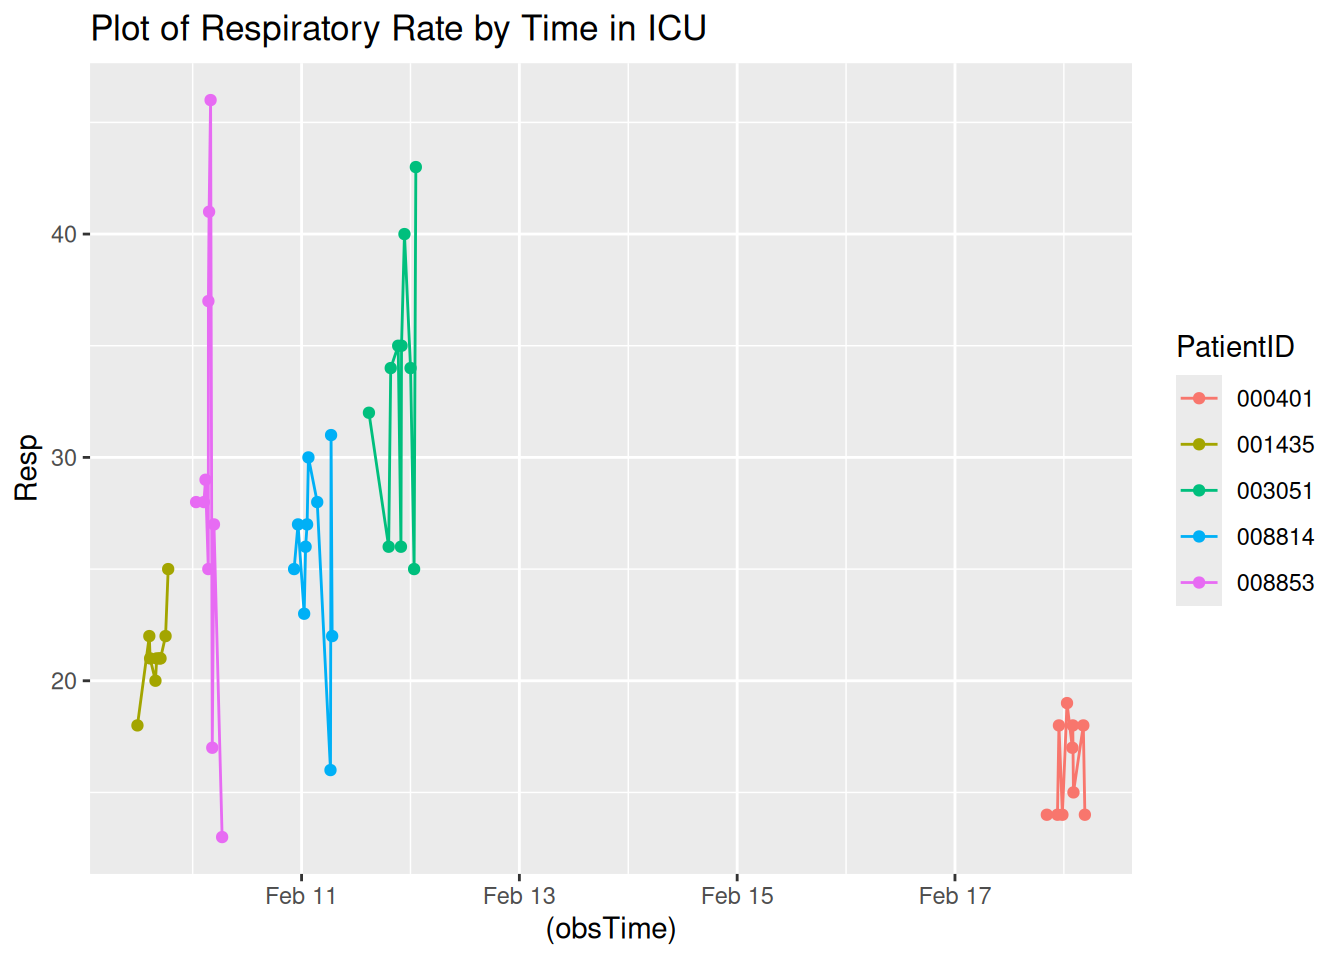 Plot of Respiratory Rate by Time in ICU
Resp
40
30
20
Feb 11
Feb 13
Feb 15
Feb 17
(obsTime)
PatientID
000401
001435
003051
008814
008853